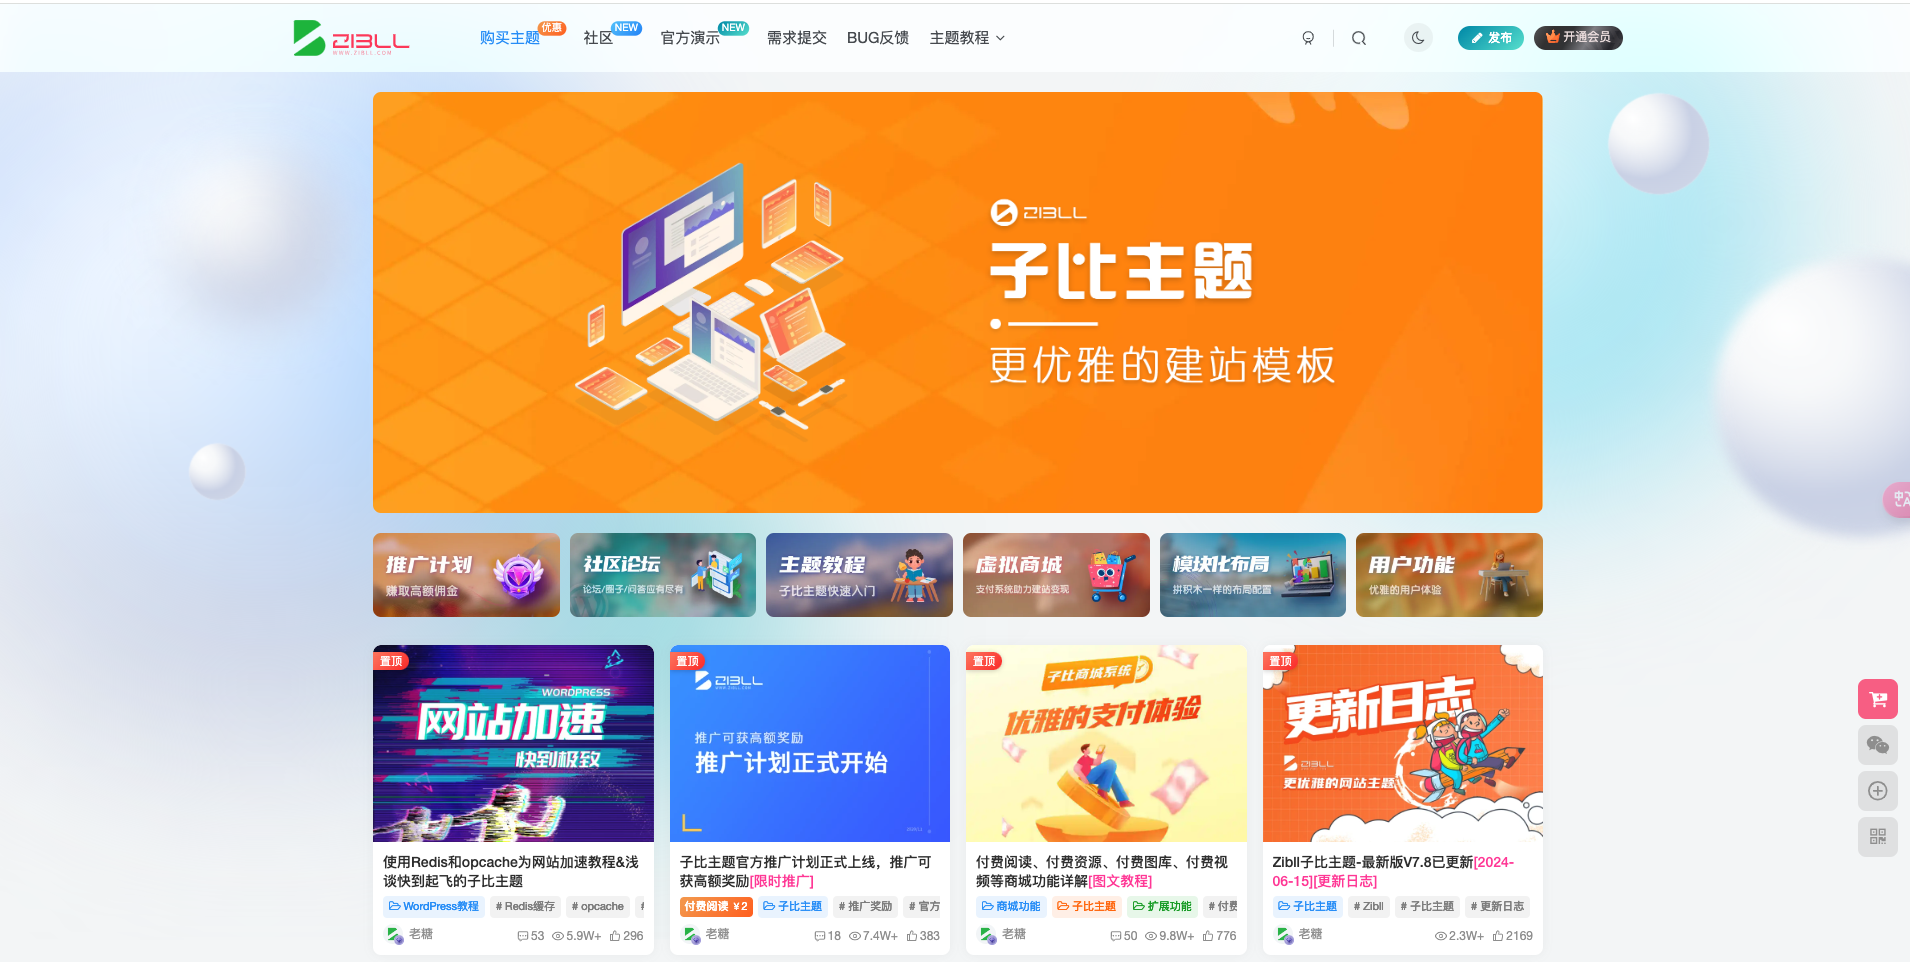 ZIBLL
WWW.ZIBLL.COM
购买主题
优惠
社区
NEW
官方演示
NEW
需求提交
BUG反馈
主题教程
发布
开通会员
ZIBLL
子比主题
更优雅的建站模板
推广计划
赚取高额佣金
社区论坛
论坛/圈子/问答应有尽有
主题教程
子比主题快速入门
虚拟商城
支付系统助力建站变现
模块化布局
拼积木一样的布局配置
用户功能
优雅的用户体验
置顶
WORDPRESS
网站加速
快到极致
使用Redis和opcache为网站加速教程&浅
谈快到起飞的子比主题
WordPress教程
# Redis缓存
# opcache
#
老糖
53
5.9W+
296
置顶
ZIBLL
WWW.ZIBLL.COM
推广可获高额奖励
推广计划正式开始
子比主题官方推广计划正式上线，推广可
获高额奖励[限时推广]
付费阅读 ¥2
子比主题
# 推广奖励
# 官方
老糖
18
7.4W+
383
置顶
子比商城系统
优雅的支付体验
付费阅读、付费资源、付费图库、付费视
频等商城功能详解[图文教程]
商城功能
子比主题
扩展功能
# 付费
老糖
50
9.8W+
776
置顶
更新日志
ZIBLL
更优雅的网站主题
Zibll子比主题-最新版V7.8已更新[2024-
06-15][更新日志]
子比主题
# Zibll
# 子比主题
# 更新日志
老糖
2.3W+
2169